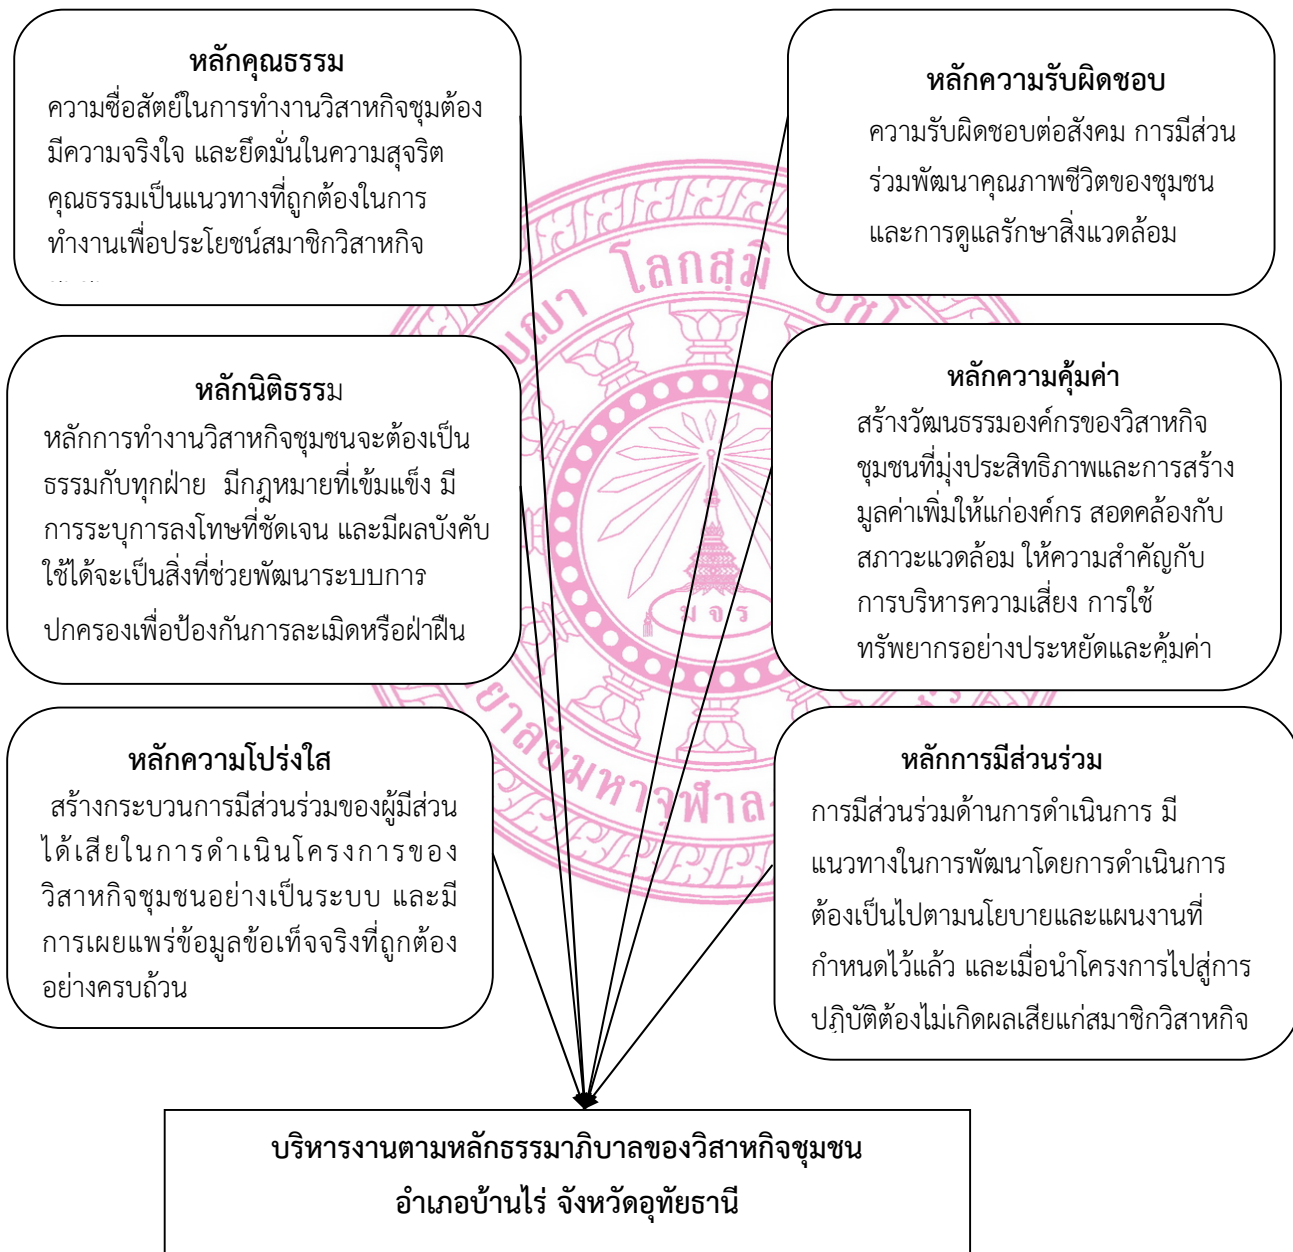 หลักคุณธรรม
ความซื่อสัตย์ในการทำงานวิสาหกิจชุมต้อง
มีความจริงใจ และยึดมั่นในความสุจริต
คุณธรรมเป็นแนวทางที่ถูกต้องในการ
ทำงานเพื่อประโยชน์สมาชิกวิสาหกิจ
หลักนิติธรรม
หลักการทำงานวิสาหกิจชุมชนจะต้องเป็น
ธรรมกับทุกฝ่าย มีกฎหมายที่เข้มแข็ง มี
การระบุการลงโทษที่ชัดเจน และมีผลบังคับ
ใช้ได้จะเป็นสิ่งที่ช่วยพัฒนาระบบการ
ปกครองเพื่อป้องกันการละเมิดหรือฝ่าฝืน
หลักความโปร่งใส
สร้างกระบวนการมีส่วนร่วมของผู้มีส่วน
ได้เสียในการดำเนินโครงการของ
วิสาหกิจชุมชนอย่างเป็นระบบ และมี
การเผยแพร่ข้อมูลข้อเท็จจริงที่ถูกต้อง
อย่างครบถ้วน
หลักความรับผิดชอบ
ความรับผิดชอบต่อสังคม การมีส่วน
ร่วมพัฒนาคุณภาพชีวิตของชุมชน
และการดูแลรักษาสิ่งแวดล้อม
หลักความคุ้มค่า
สร้างวัฒนธรรมองค์กรของวิสาหกิจ
ชุมชนที่มุ่งประสิทธิภาพและการสร้าง
มูลค่าเพิ่มให้แก่องค์กร สอดคล้องกับ
สภาวะแวดล้อม ให้ความสำคัญกับ
การบริหารความเสี่ยง การใช้
ทรัพยากรอย่างประหยัดและคุ้มค่า
หลักการมีส่วนร่วม
การมีส่วนร่วมด้านการดำเนินการ มี
แนวทางในการพัฒนาโดยการดำเนินการ
ต้องเป็นไปตามนโยบายและแผนงานที่
กำหนดไว้แล้ว และเมื่อนำโครงการไปสู่การ
ปฏิบัติต้องไม่เกิดผลเสียแก่สมาชิกวิสาหกิจ
โลกสฺมิ
ม จ ร
บริหารงานตามหลักธรรมาภิบาลของวิสาหกิจชุมชน
อำเภอบ้านไร่ จังหวัดอุทัยธานี